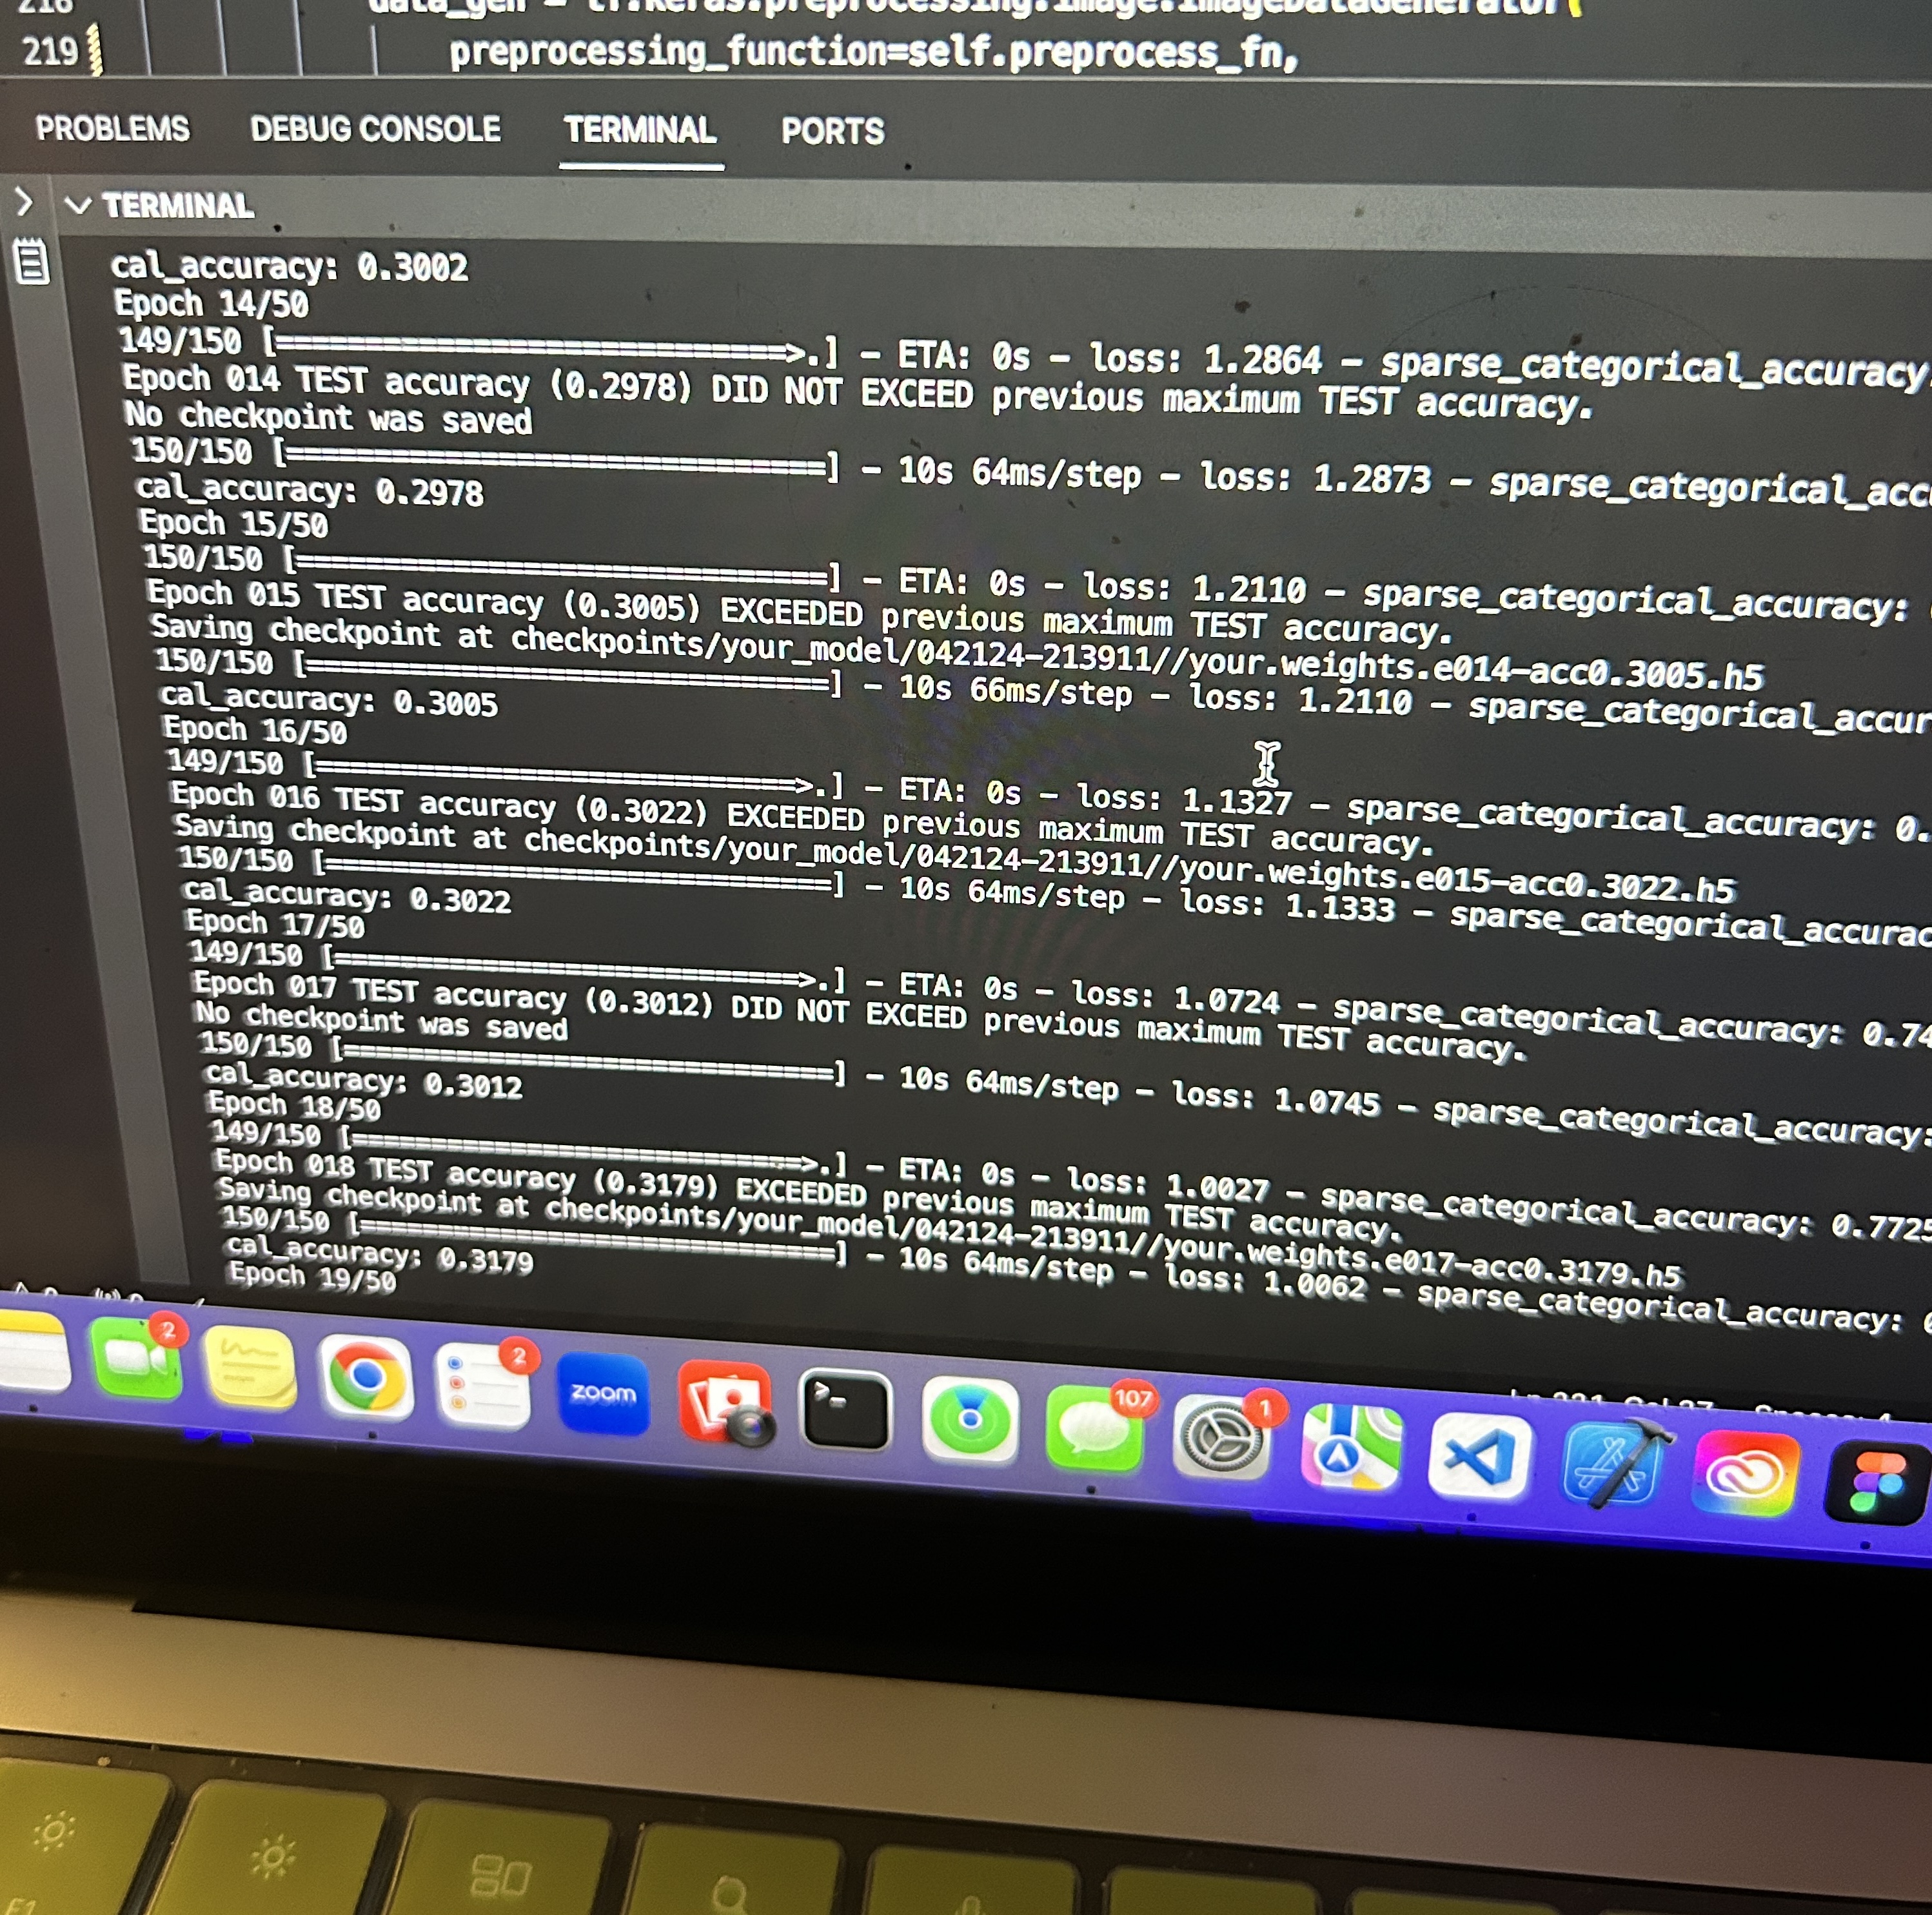 data_gen = tf.keras.preprocessing.image.ImageDataGenerator(
219 preprocessing_function=self.preprocess_fn,
PROBLEMS DEBUG CONSOLE TERMINAL PORTS
TERMINAL
cal_accuracy: 0.3002
Epoch 14/50
149/150 [=============================>.] - ETA: 0s - loss: 1.2864 - sparse_categorical_accuracy
Epoch 014 TEST accuracy (0.2978) DID NOT EXCEED previous maximum TEST accuracy.
No checkpoint was saved
150/150 [==============================] - 10s 64ms/step - loss: 1.2873 - sparse_categorical_acc
cal_accuracy: 0.2978
Epoch 15/50
150/150 [==============================] - ETA: 0s - loss: 1.2110 - sparse_categorical_accuracy:
Epoch 015 TEST accuracy (0.3005) EXCEEDED previous maximum TEST accuracy.
Saving checkpoint at checkpoints/your_model/042124-213911//your.weights.e014-acc0.3005.h5
150/150 [==============================] - 10s 66ms/step - loss: 1.2110 - sparse_categorical_accur
cal_accuracy: 0.3005
Epoch 16/50
149/150 [=============================>.] - ETA: 0s - loss: 1.1327 - sparse_categorical_accuracy: 0.
Epoch 016 TEST accuracy (0.3022) EXCEEDED previous maximum TEST accuracy.
Saving checkpoint at checkpoints/your_model/042124-213911//your.weights.e015-acc0.3022.h5
150/150 [==============================] - 10s 64ms/step - loss: 1.1333 - sparse_categorical_accurac
cal_accuracy: 0.3022
Epoch 17/50
149/150 [=============================>.] - ETA: 0s - loss: 1.0724 - sparse_categorical_accuracy: 0.74
Epoch 017 TEST accuracy (0.3012) DID NOT EXCEED previous maximum TEST accuracy.
No checkpoint was saved
150/150 [==============================] - 10s 64ms/step - loss: 1.0745 - sparse_categorical_accuracy:
cal_accuracy: 0.3012
Epoch 18/50
149/150 [=============================>.] - ETA: 0s - loss: 1.0027 - sparse_categorical_accuracy: 0.7725
Epoch 018 TEST accuracy (0.3179) EXCEEDED previous maximum TEST accuracy.
Saving checkpoint at checkpoints/your_model/042124-213911//your.weights.e017-acc0.3179.h5
150/150 [==============================] - 10s 64ms/step - loss: 1.0062 - sparse_categorical_accuracy:
cal_accuracy: 0.3179
Epoch 19/50
2 2 zoom 107 1
F1